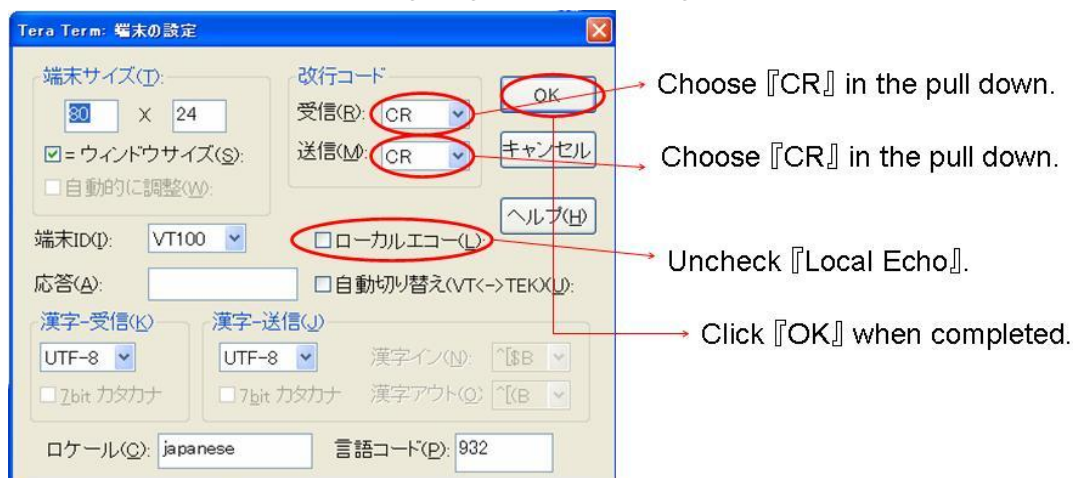 Tera Term: 端末の設定
端末サイズ(T):
80 X 24
=ウィンドウサイズ(S):
自動的に調整(W):
改行コード
受信(R): CR
送信(M): CR
OK
キャンセル
ヘルプ(H)
Choose『CR』in the pull down.
Choose『CR』in the pull down.
端末ID(I): VT100
ローカルエコー(L):
Uncheck『Local Echo』.
応答(A):
自動切り替え(VT<->TEK)(U):
Click『OK』when completed.
漢字-受信(K)
UTF-8
7bit カタカナ
漢字-送信(J)
UTF-8
7bit カタカナ
漢字イン(N): ^[$B
漢字アウト(O): ^[(B
ロケール(C): japanese
言語コード(P): 932